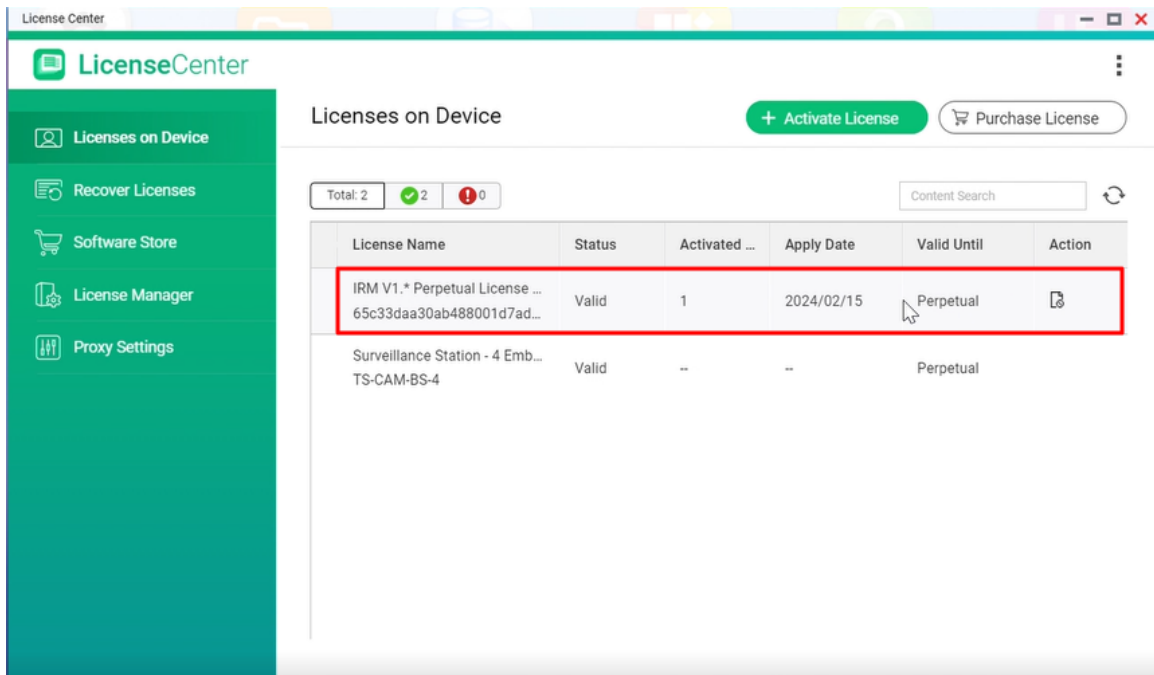 License Center
LicenseCenter
Licenses on Device
Recover Licenses
Software Store
License Manager
Proxy Settings
Licenses on Device
+ Activate License
Purchase License
Total: 2
2
0
Content Search
License Name Status Activated ... Apply Date Valid Until Action
IRM V1.* Perpetual License ...
65c33daa30ab488001d7ad...
Valid 1 2024/02/15 Perpetual
Surveillance Station - 4 Emb...
TS-CAM-BS-4
Valid -- -- Perpetual